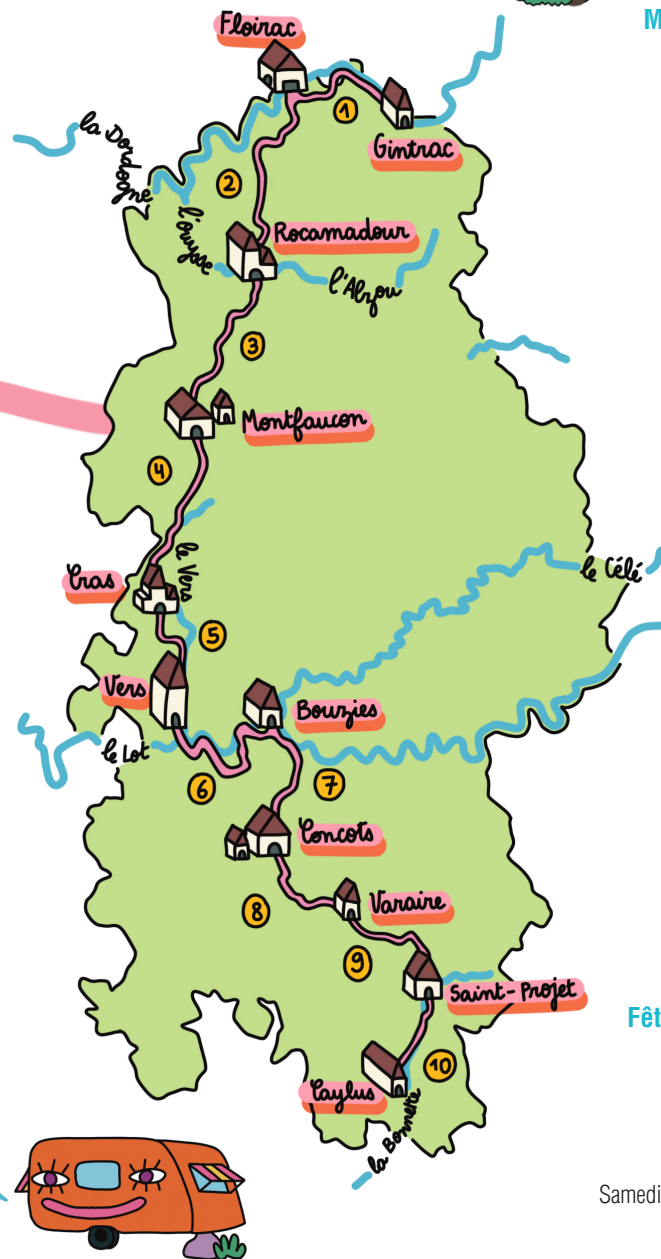 M
Floirac
1
Gintrac
la Dordogne
2
l'ouysse
Rocamadour
l'Alzou
3
Montfaucon
4
le Vers
Cras
le Célé
5
Vers
Bouziès
le Lot
6
7
Concots
8
Varaire
9
Saint-Projet
Fêt
10
Caylus
la Bonnette
Samedi